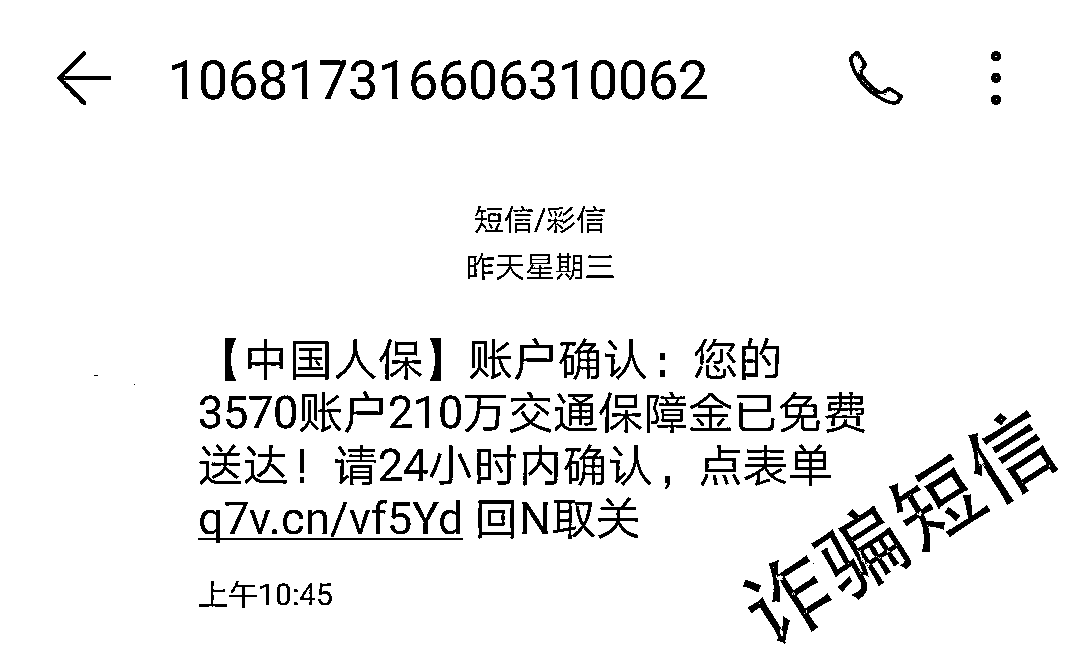 106817316606310062
短信/彩信
昨天星期三
【中国人保】账户确认：您的
3570账户210万交通保障金已免费
送达！请24小时内确认，点表单
q7v.cn/vf5Yd 回N取关
上午10:45
诈骗短信